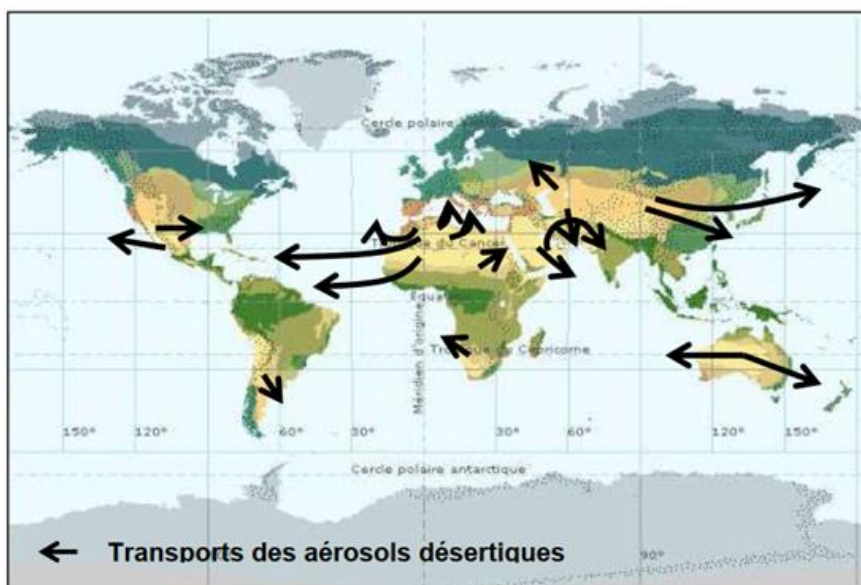 Cercle polaire
Tropique du Cancer
Équateur
Méridien d'origine
Tropique du Capricorne
150° 120° 60° 30° 30° 60° 120° 150°
Cercle polaire antarctique
Transports des aérosols désertiques
90°